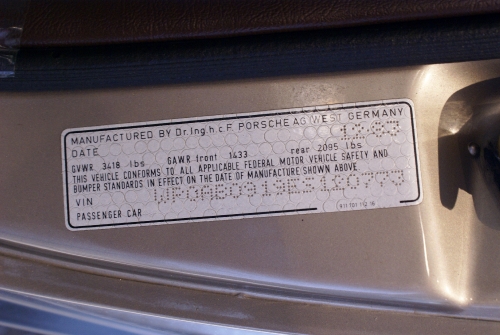 MANUFACTURED BY Dr.Ing.h.c.F. PORSCHE AG WEST GERMANY
DATE 12-83
GVWR 3418 lbs GAWR front 1433 rear 2095 lbs
THIS VEHICLE CONFORMS TO ALL APPLICABLE FEDERAL MOTOR VEHICLE SAFETY AND
BUMPER STANDARDS IN EFFECT ON THE DATE OF MANUFACTURE SHOWN ABOVE
VIN WP0AB0919ES160773
PASSENGER CAR